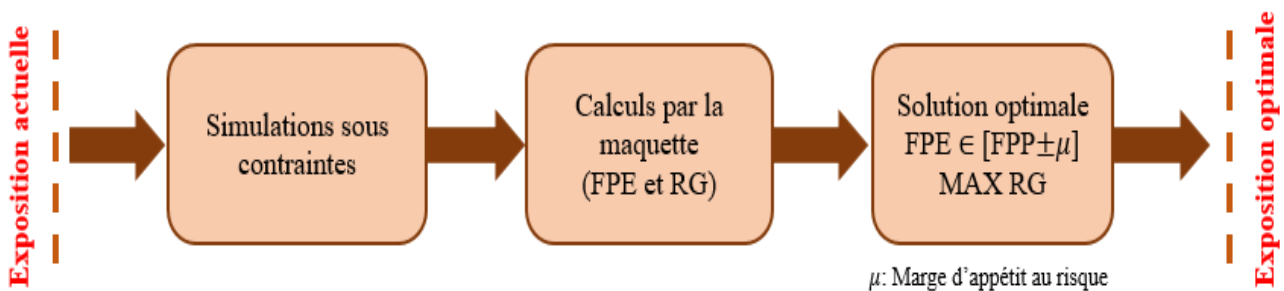 Exposition actuelle
Simulations sous
contraintes
Calculs par la
maquette
(FPE et RG)
Solution optimale
FPE ∈ [FPP±μ]
MAX RG
μ: Marge d’appétit au risque
Exposition optimale